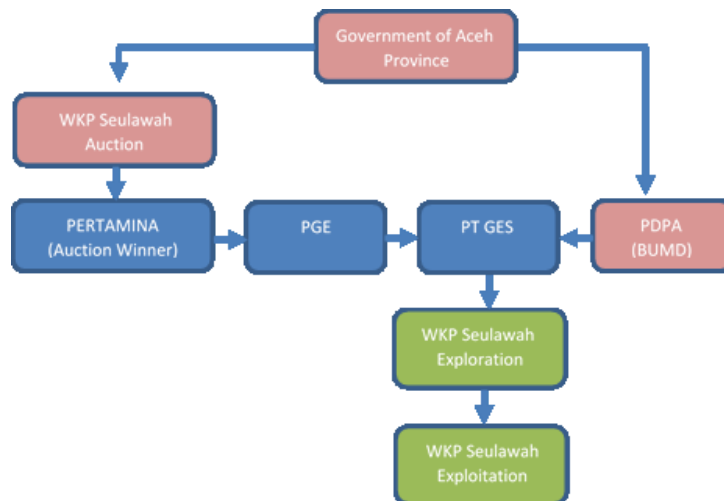 Government of Aceh
Province
WKP Seulawah
Auction
PERTAMINA
(Auction Winner)
PGE
PT GES
PDPA
(BUMD)
WKP Seulawah
Exploration
WKP Seulawah
Exploitation